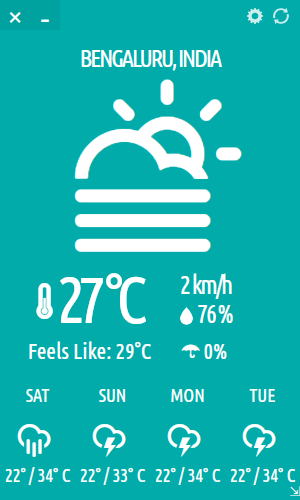 BENGALURU, INDIA
27°C
2 km/h
76%
Feels Like: 29°C
0%
SAT SUN MON TUE
22° / 34° C 22° / 33° C 22° / 34° C 22° / 34° C